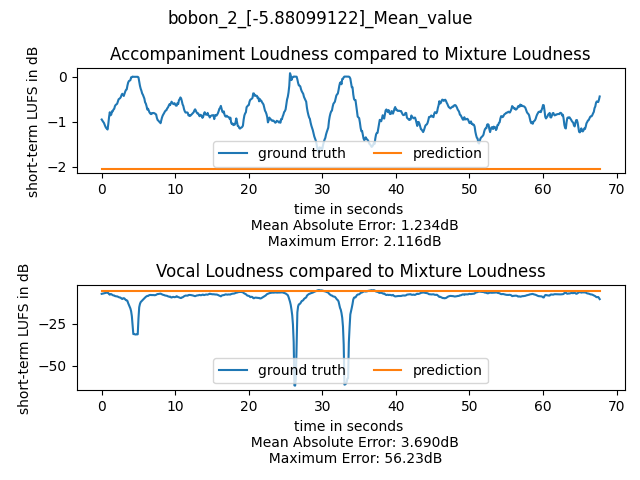 bobon_2_[-5.88099122]_Mean_value
Accompaniment Loudness compared to Mixture Loudness
short-term LUFS in dB
0
−1
−2
ground truth prediction
0 10 20 30 40 50 60 70
time in seconds
Mean Absolute Error: 1.234dB
Maximum Error: 2.116dB
Vocal Loudness compared to Mixture Loudness
short-term LUFS in dB
−25
−50
ground truth prediction
0 10 20 30 40 50 60 70
time in seconds
Mean Absolute Error: 3.690dB
Maximum Error: 56.23dB